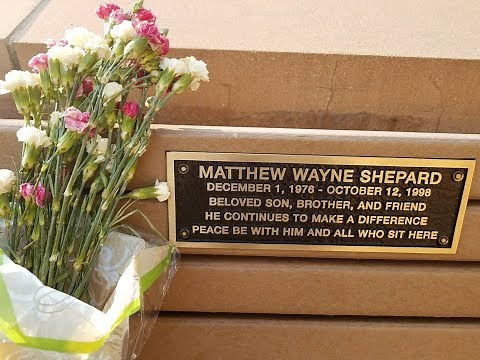 MATTHEW WAYNE SHEPARD
DECEMBER 1, 1976 - OCTOBER 12, 1998
BELOVED SON, BROTHER, AND FRIEND
HE CONTINUES TO MAKE A DIFFERENCE
PEACE BE WITH HIM AND ALL WHO SIT HERE